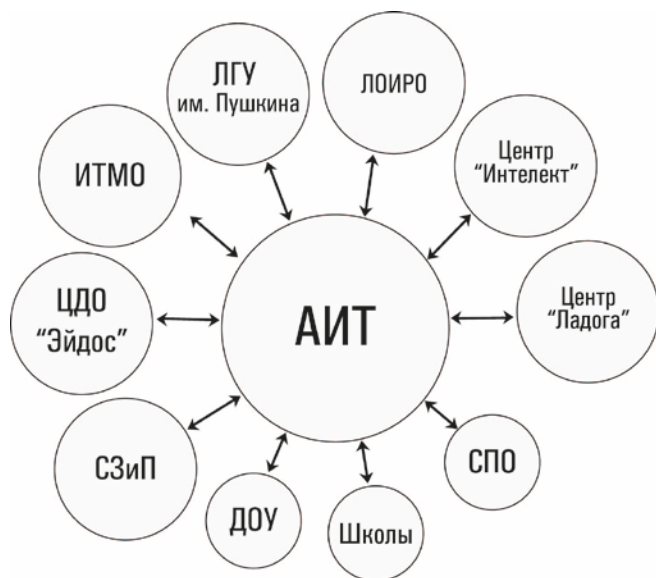 ЛГУ
им. Пушкина
ЛОИРО
ИТМО
Центр
“Интелект”
ЦДО
“Эйдос”
АИТ
Центр
“Ладога”
СЗиП
СПО
ДОУ
Школы